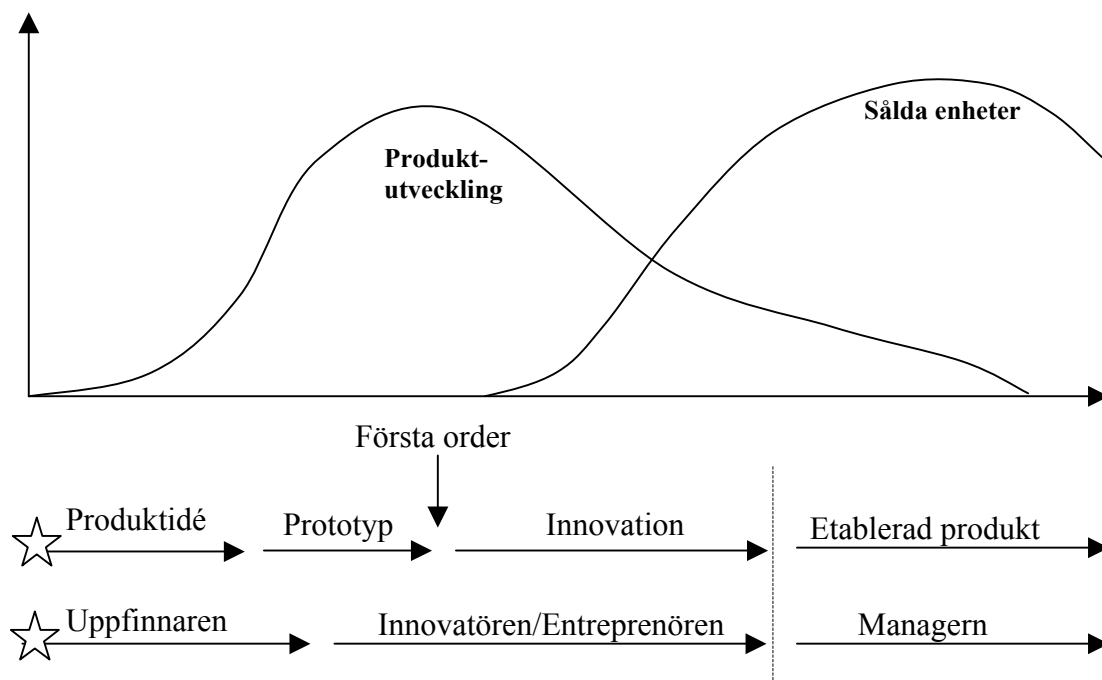 Sålda enheter
Produkt-
utveckling
Första order
Produktidé
Prototyp
Innovation
Etablerad produkt
Uppfinnaren
Innovatören/Entreprenören
Managern